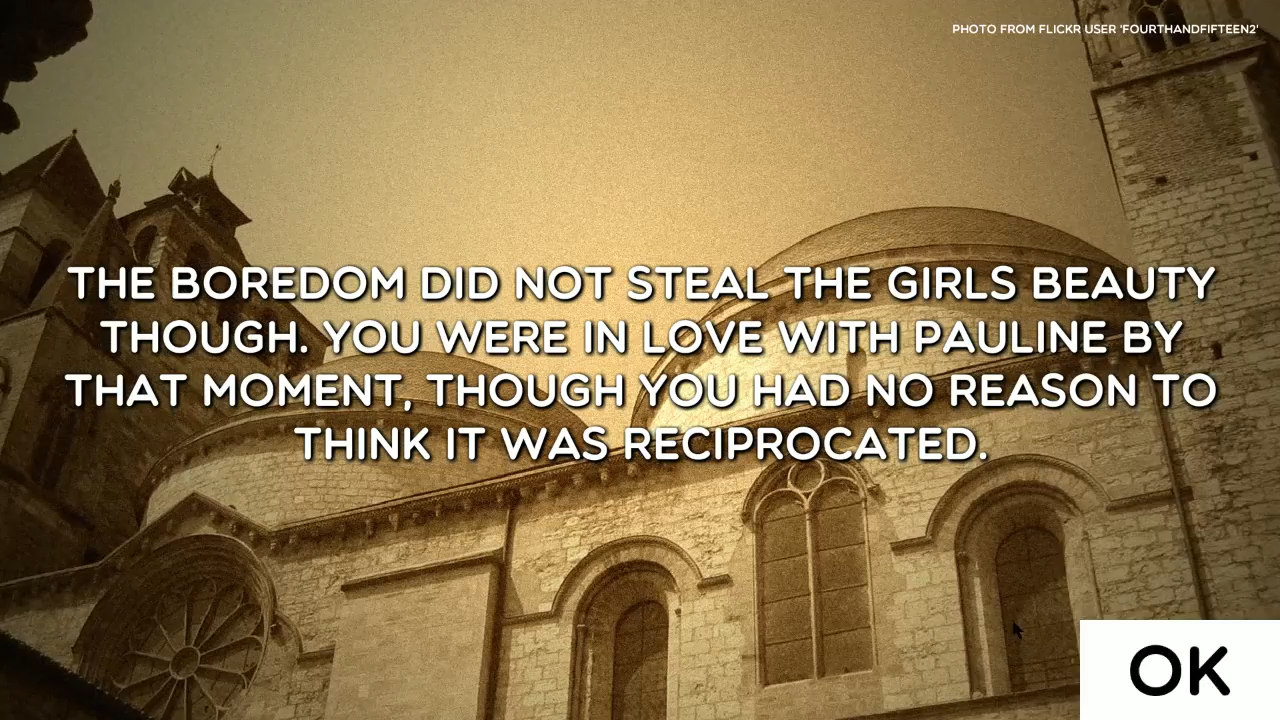 PHOTO FROM FLICKR USER 'FOURTHANDFIFTEEN2'
THE BOREDOM DID NOT STEAL THE GIRLS BEAUTY
THOUGH. YOU WERE IN LOVE WITH PAULINE BY
THAT MOMENT, THOUGH YOU HAD NO REASON TO
THINK IT WAS RECIPROCATED.
OK